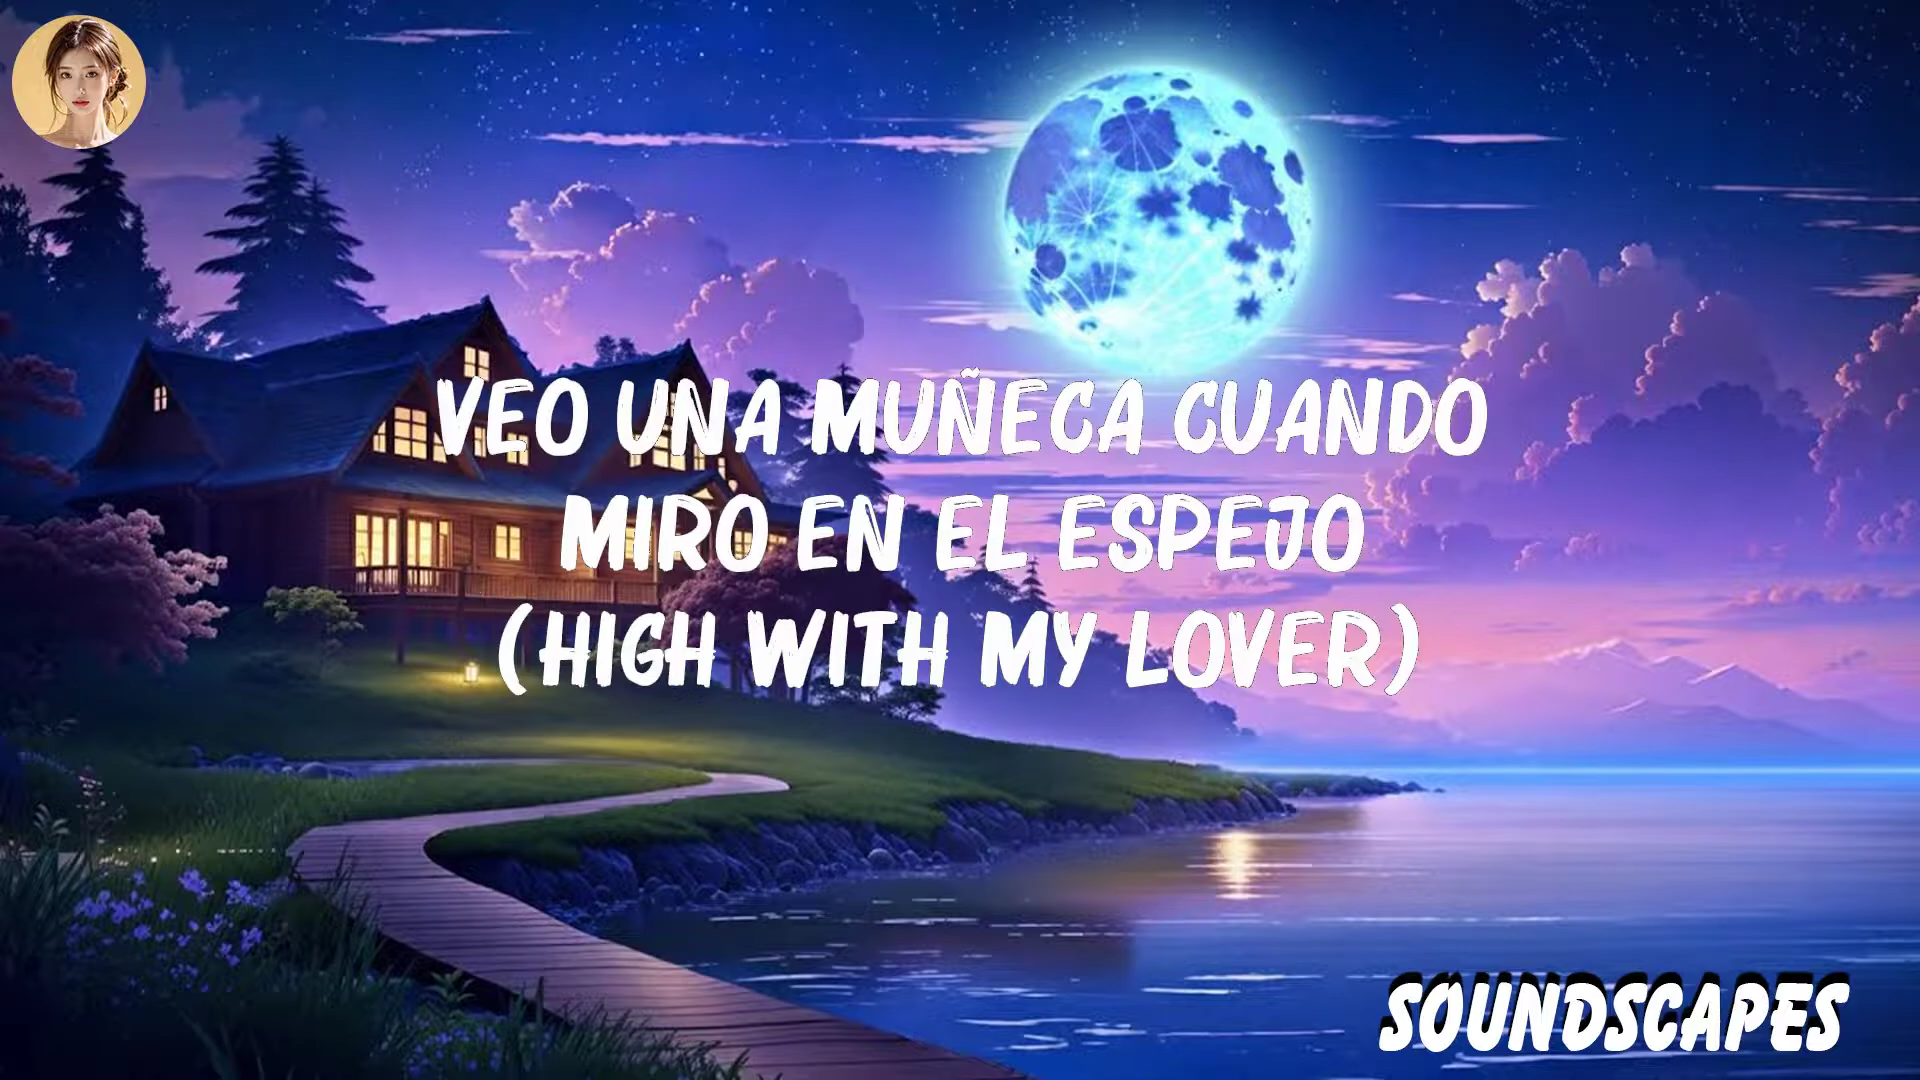 VEO UNA MUÑECA CUANDO
MIRO EN EL ESPEJO
(HIGH WITH MY LOVER)
SOUNDSCAPES